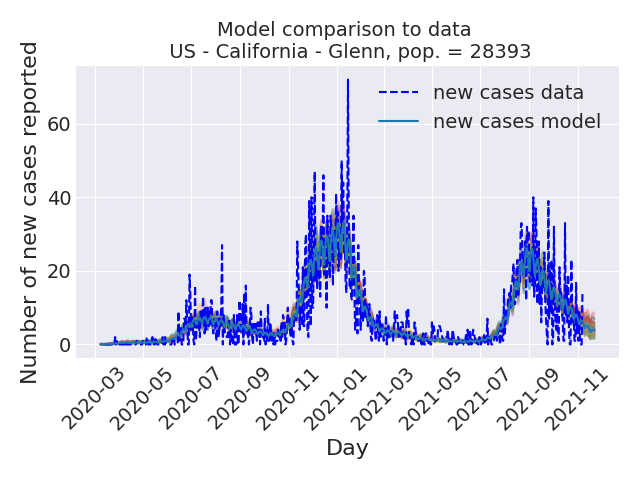 Model comparison to data
US - California - Glenn, pop. = 28393
Number of new cases reported
60
40
20
0
new cases data
new cases model
2020-03
2020-05
2020-07
2020-09
2020-11
2021-01
2021-03
2021-05
2021-07
2021-09
2021-11
Day